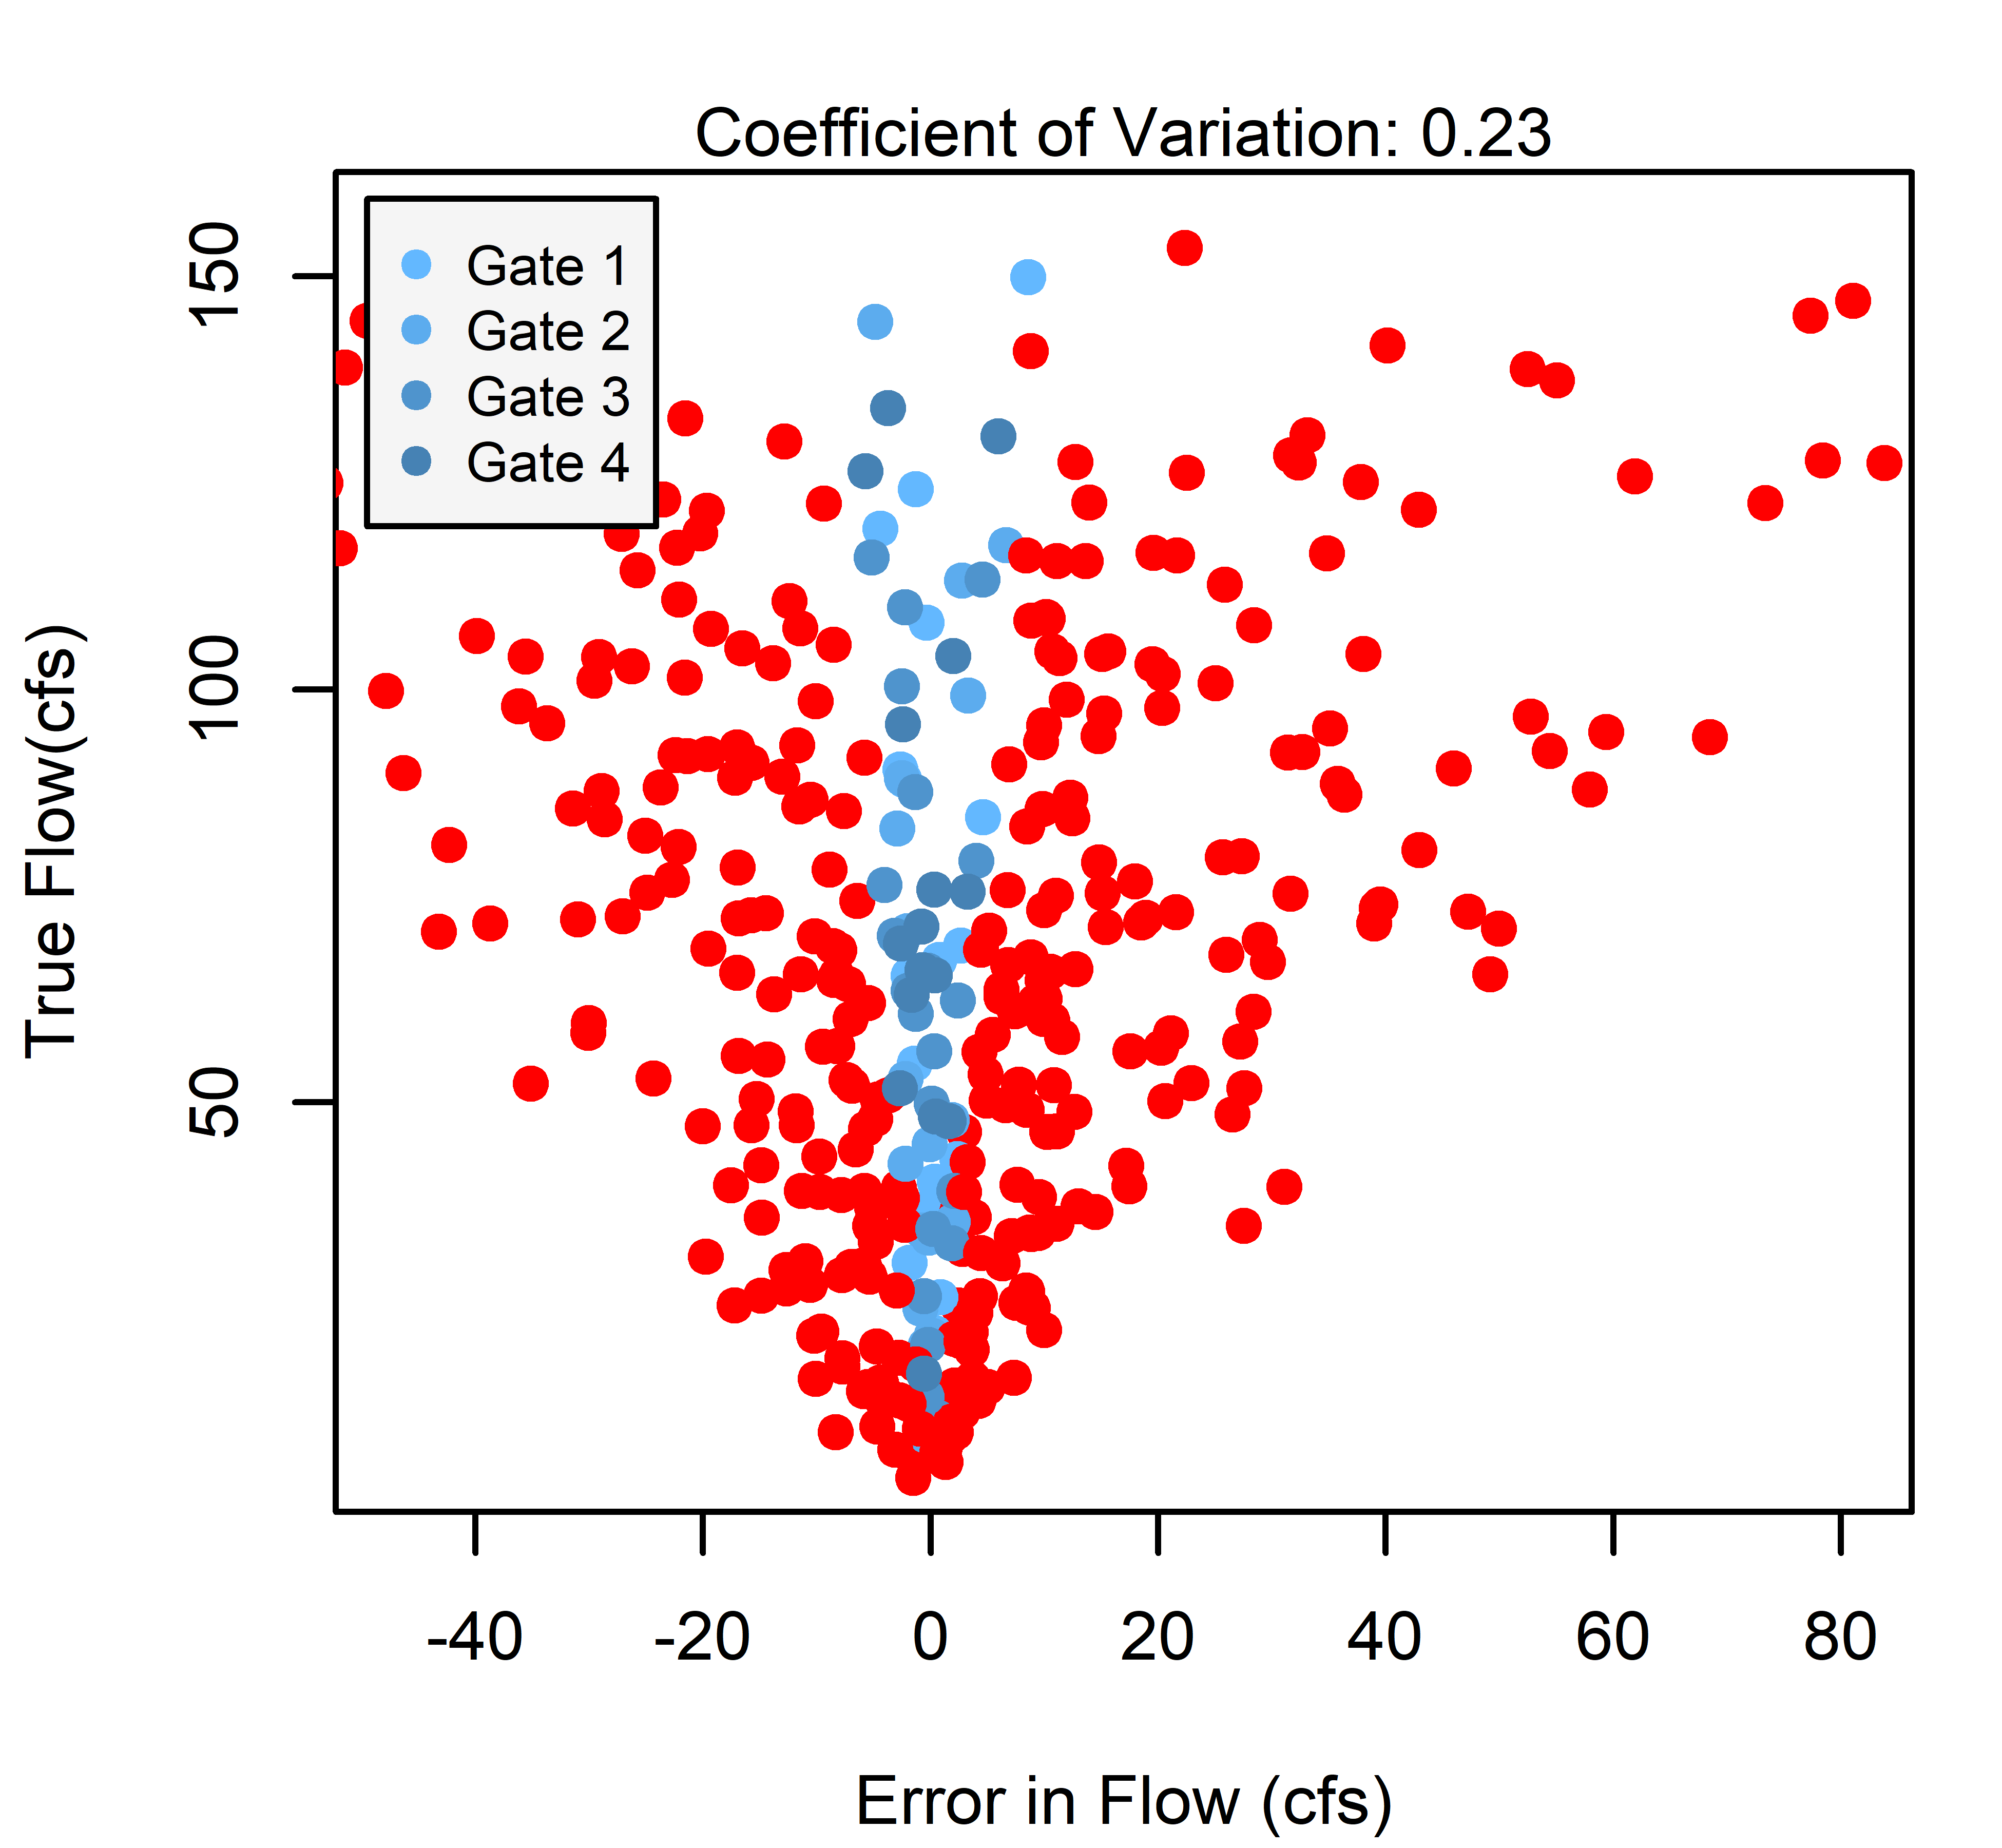 Coefficient of Variation: 0.23
Gate 1
Gate 2
Gate 3
Gate 4
True Flow(cfs)
150
100
50
-40 -20 0 20 40 60 80
Error in Flow (cfs)